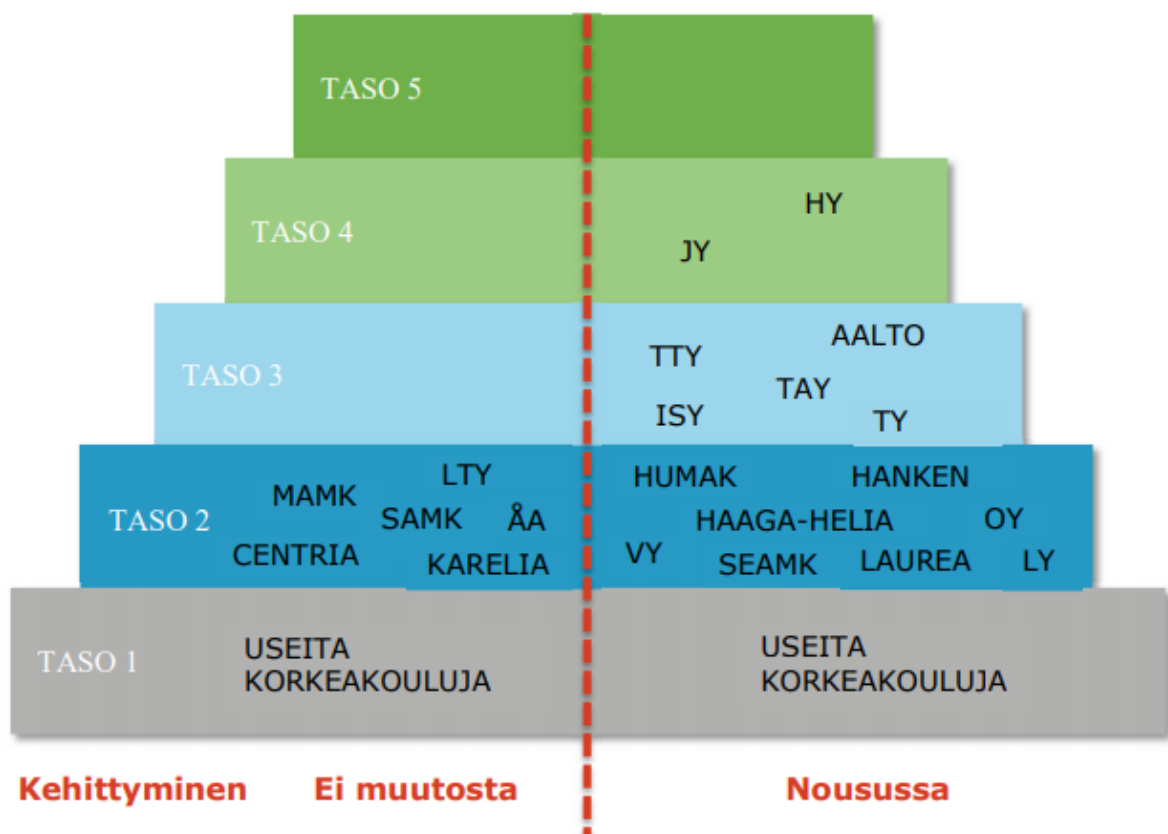 TASO 5
TASO 4
HY
JY
TASO 3
AALTO
TTY
TAY
ISY
TY
TASO 2
LTY
MAMK
SAMK ÅA
CENTRIA
KARELIA
HUMAK HANKEN
HAAGA-HELIA OY
VY SEAMK LAUREA LY
TASO 1
USEITA
KORKEAKOULUJA
USEITA
KORKEAKOULUJA
Kehittyminen Ei muutosta Nousussa